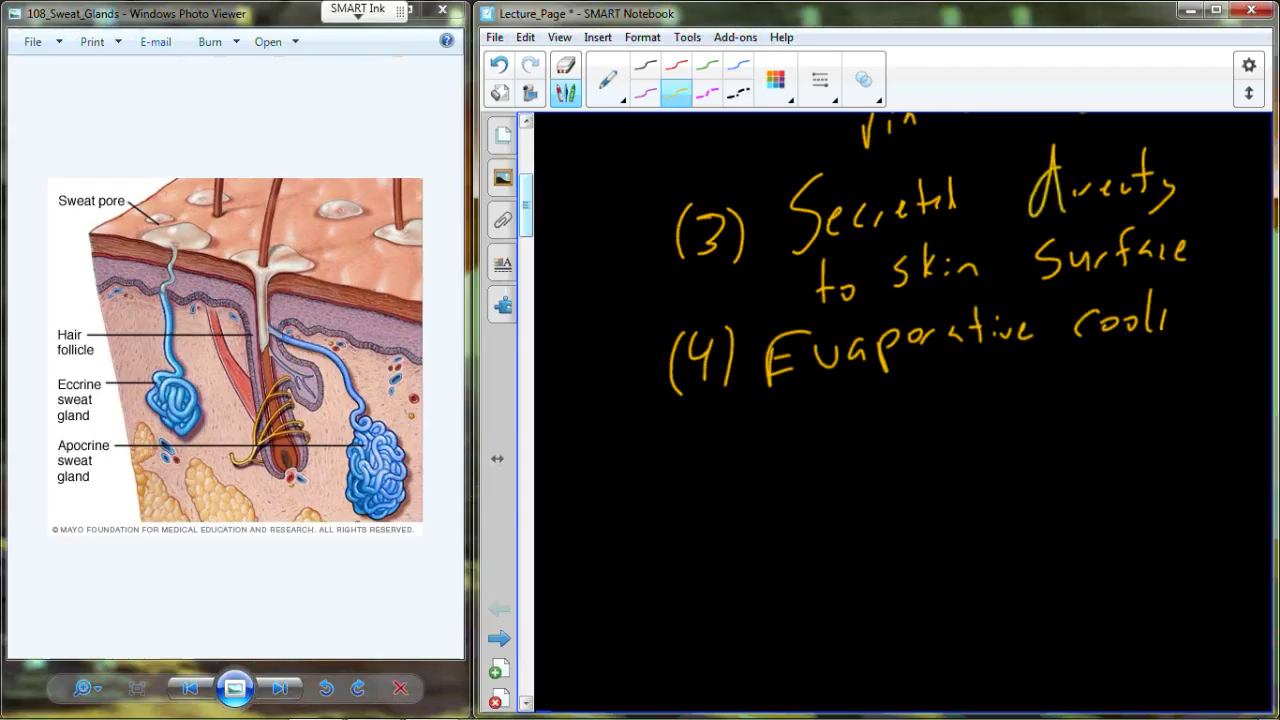 108_Sweat_Glands - Windows Photo Viewer
SMART Ink
File Print E-mail Burn Open
Sweat pore
Hair
follicle
Eccrine
sweat
gland
Apocrine
sweat
gland
© MAYO FOUNDATION FOR MEDICAL EDUCATION AND RESEARCH. ALL RIGHTS RESERVED.
Lecture_Page * - SMART Notebook
File Edit View Insert Format Tools Add-ons Help
(3) Secreted directly
to skin surface
(4) Evaporative cooli